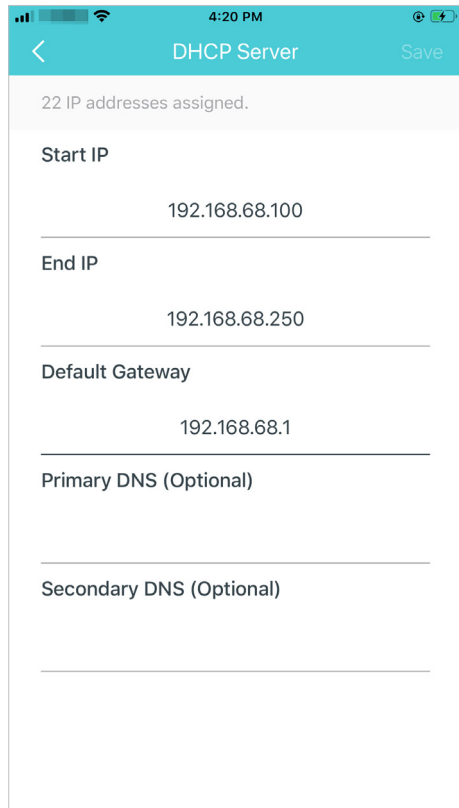 4:20 PM
DHCP Server
Save
22 IP addresses assigned.
Start IP
192.168.68.100
End IP
192.168.68.250
Default Gateway
192.168.68.1
Primary DNS (Optional)
Secondary DNS (Optional)